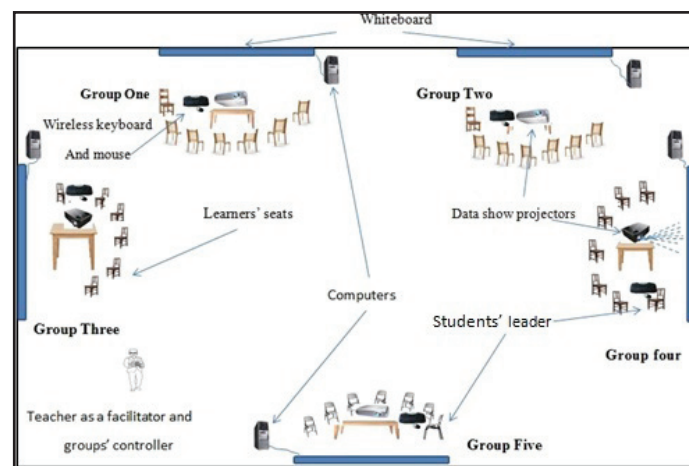 Whiteboard
Group One
Group Two
Wireless keyboard
And mouse
Learners' seats
Data show projectors
Computers
Students' leader
Group Three
Group four
Teacher as a facilitator and
groups' controller
Group Five